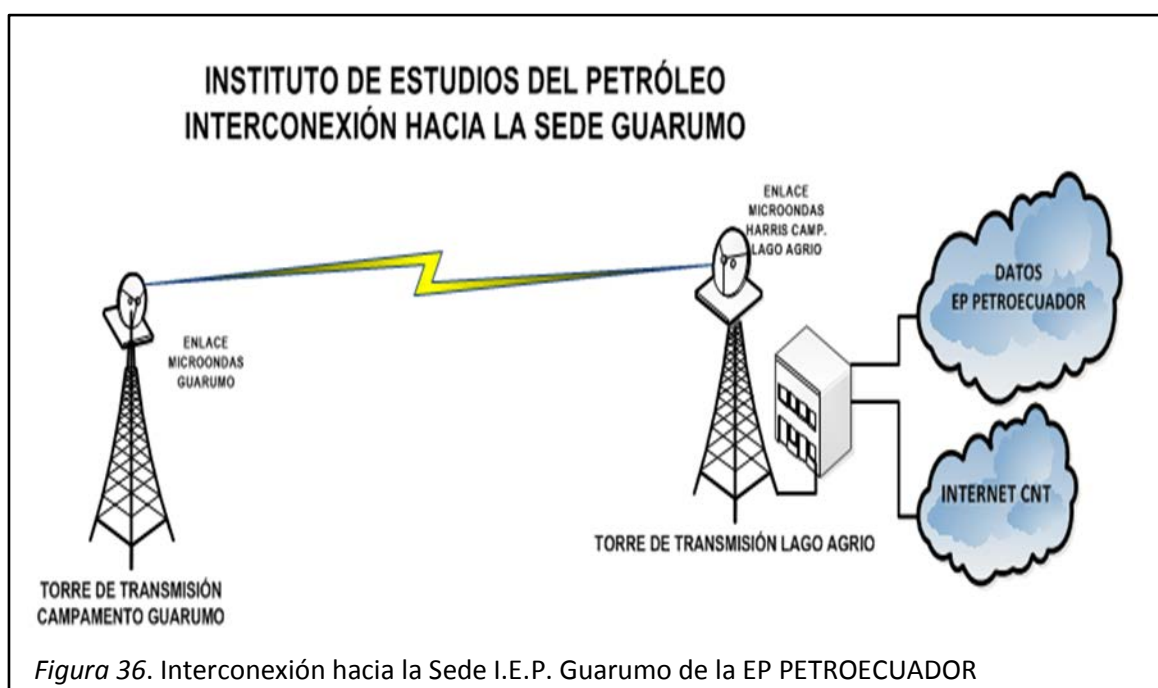 INSTITUTO DE ESTUDIOS DEL PETRÓLEO
INTERCONEXIÓN HACIA LA SEDE GUARUMO
ENLACE
MICROONDAS
HARRIS CAMP.
LAGO AGRIO
DATOS
EP PETROECUADOR
ENLACE
MICROONDAS
GUARUMO
INTERNET CNT
TORRE DE TRANSMISIÓN LAGO AGRIO
TORRE DE TRANSMISIÓN
CAMPAMENTO GUARUMO
Figura 36. Interconexión hacia la Sede I.E.P. Guarumo de la EP PETROECUADOR